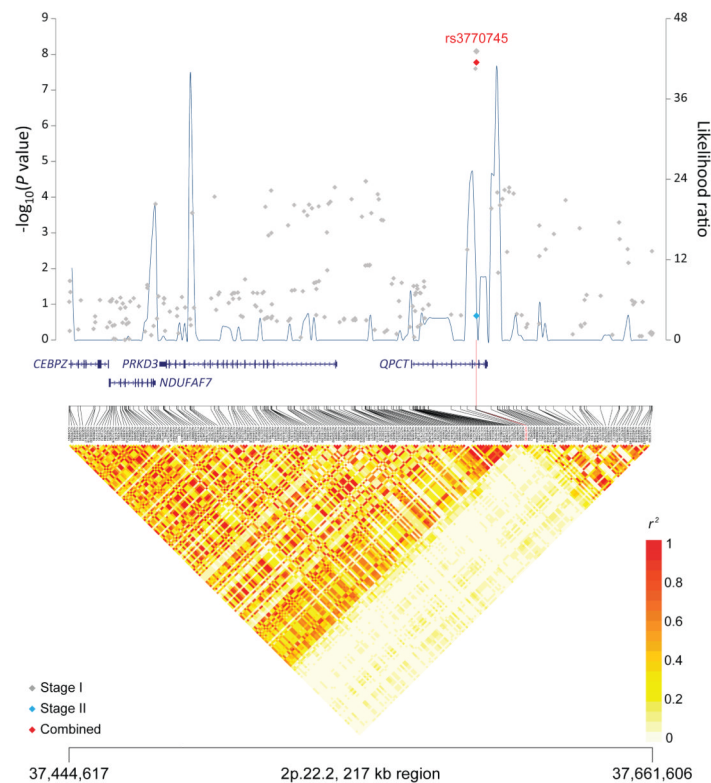 rs3770745
-log10(P value)
9
8
7
6
5
4
3
2
1
0
48
36
24
12
0
Likelihood ratio
CEBPZ
PRKD3
QPCT
NDUFAF7
r²
1
0.8
0.6
0.4
0.2
0
Stage I
Stage II
Combined
37,444,617
2p.22.2, 217 kb region
37,661,606